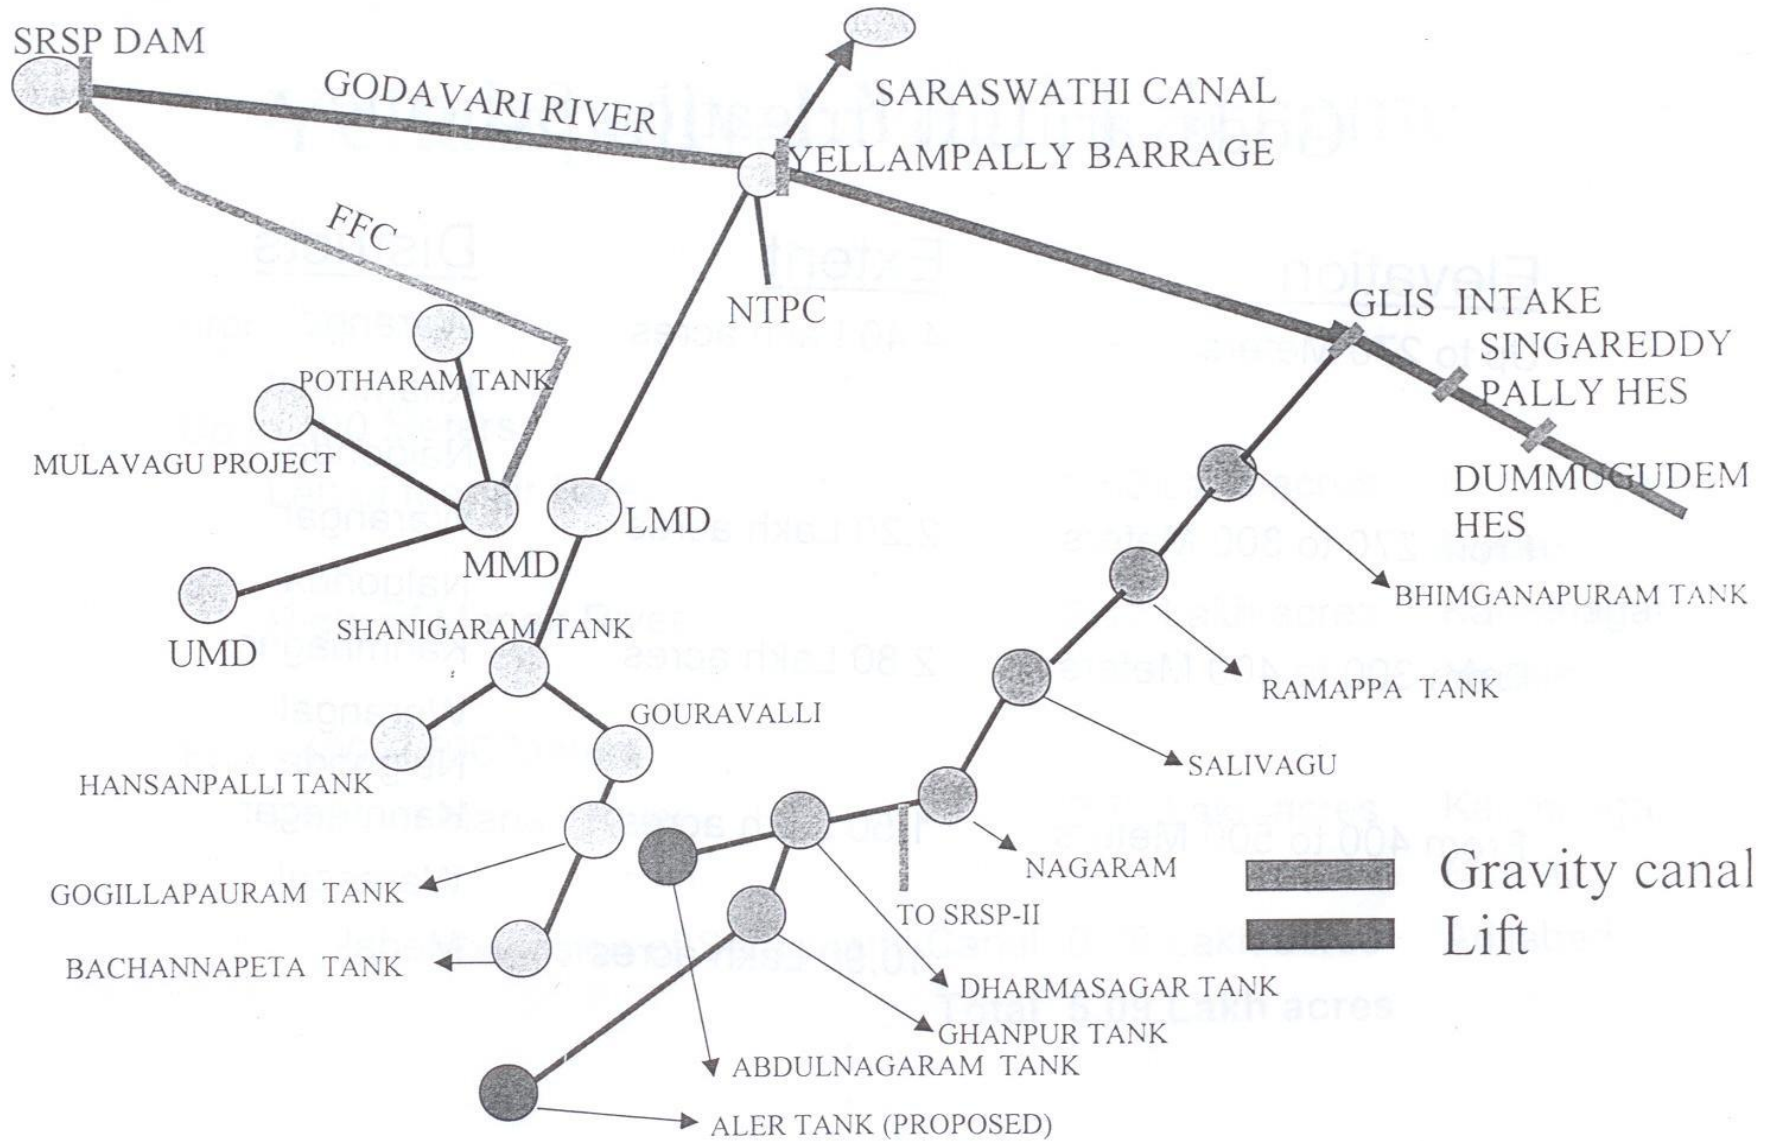 SRSP DAM
GODAVARI RIVER
SARASWATHI CANAL
YELLAMPALLY BARRAGE
FFC
NTPC
GLIS INTAKE
SINGAREDDY
PALLY HES
POTHARAM TANK
MULAVAGU PROJECT
DUMMUGUDEM
HES
LMD
MMD
BHIMGANAPURAM TANK
SHANIGARAM TANK
UMD
RAMAPPA TANK
GOURAVALLI
SALIVAGU
HANSANPALLI TANK
NAGARAM
Gravity canal
GOGILLAPAURAM TANK
TO SRSP-II
Lift
BACHANNAPETA TANK
DHARMASAGAR TANK
GHANPUR TANK
ABDULNAGARAM TANK
ALER TANK (PROPOSED)